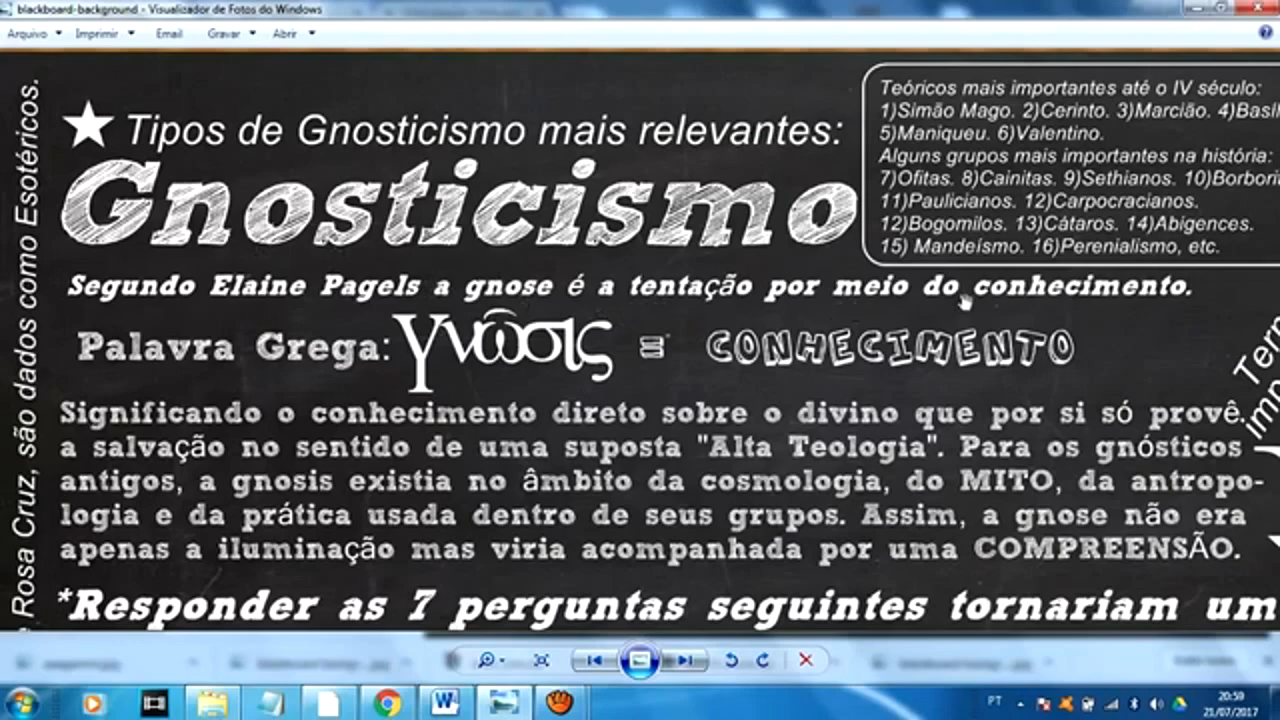 blackboard-background - Visualizador de Fotos do Windows
Arquivo Imprimir Email Gravar Abrir
Rosa Cruz, são dados como Esotéricos.
Tipos de Gnosticismo mais relevantes:
Gnosticismo
Teóricos mais importantes até o IV século:
1)Simão Mago. 2)Cerinto. 3)Marcião. 4)Basil
5)Maniqueu. 6)Valentino.
Alguns grupos mais importantes na história:
7)Ofitas. 8)Cainitas. 9)Sethianos. 10)Borbori
11)Paulicianos. 12)Carpocracianos.
12)Bogomilos. 13)Cátaros. 14)Abigences.
15) Mandeísmo. 16)Perenialismo, etc.
Segundo Elaine Pagels a gnose é a tentação por meio do conhecimento.
Palavra Grega: γνῶσις = CONHECIMENTO
Significando o conhecimento direto sobre o divino que por si só provê.
a salvação no sentido de uma suposta "Alta Teologia". Para os gnósticos
antigos, a gnosis existia no âmbito da cosmologia, do MITO, da antropo-
logia e da prática usada dentro de seus grupos. Assim, a gnose não era
apenas a iluminação mas viria acompanhada por uma COMPREENSÃO.
*Responder as 7 perguntas seguintes tornariam um
PT
20:59
21/07/2017